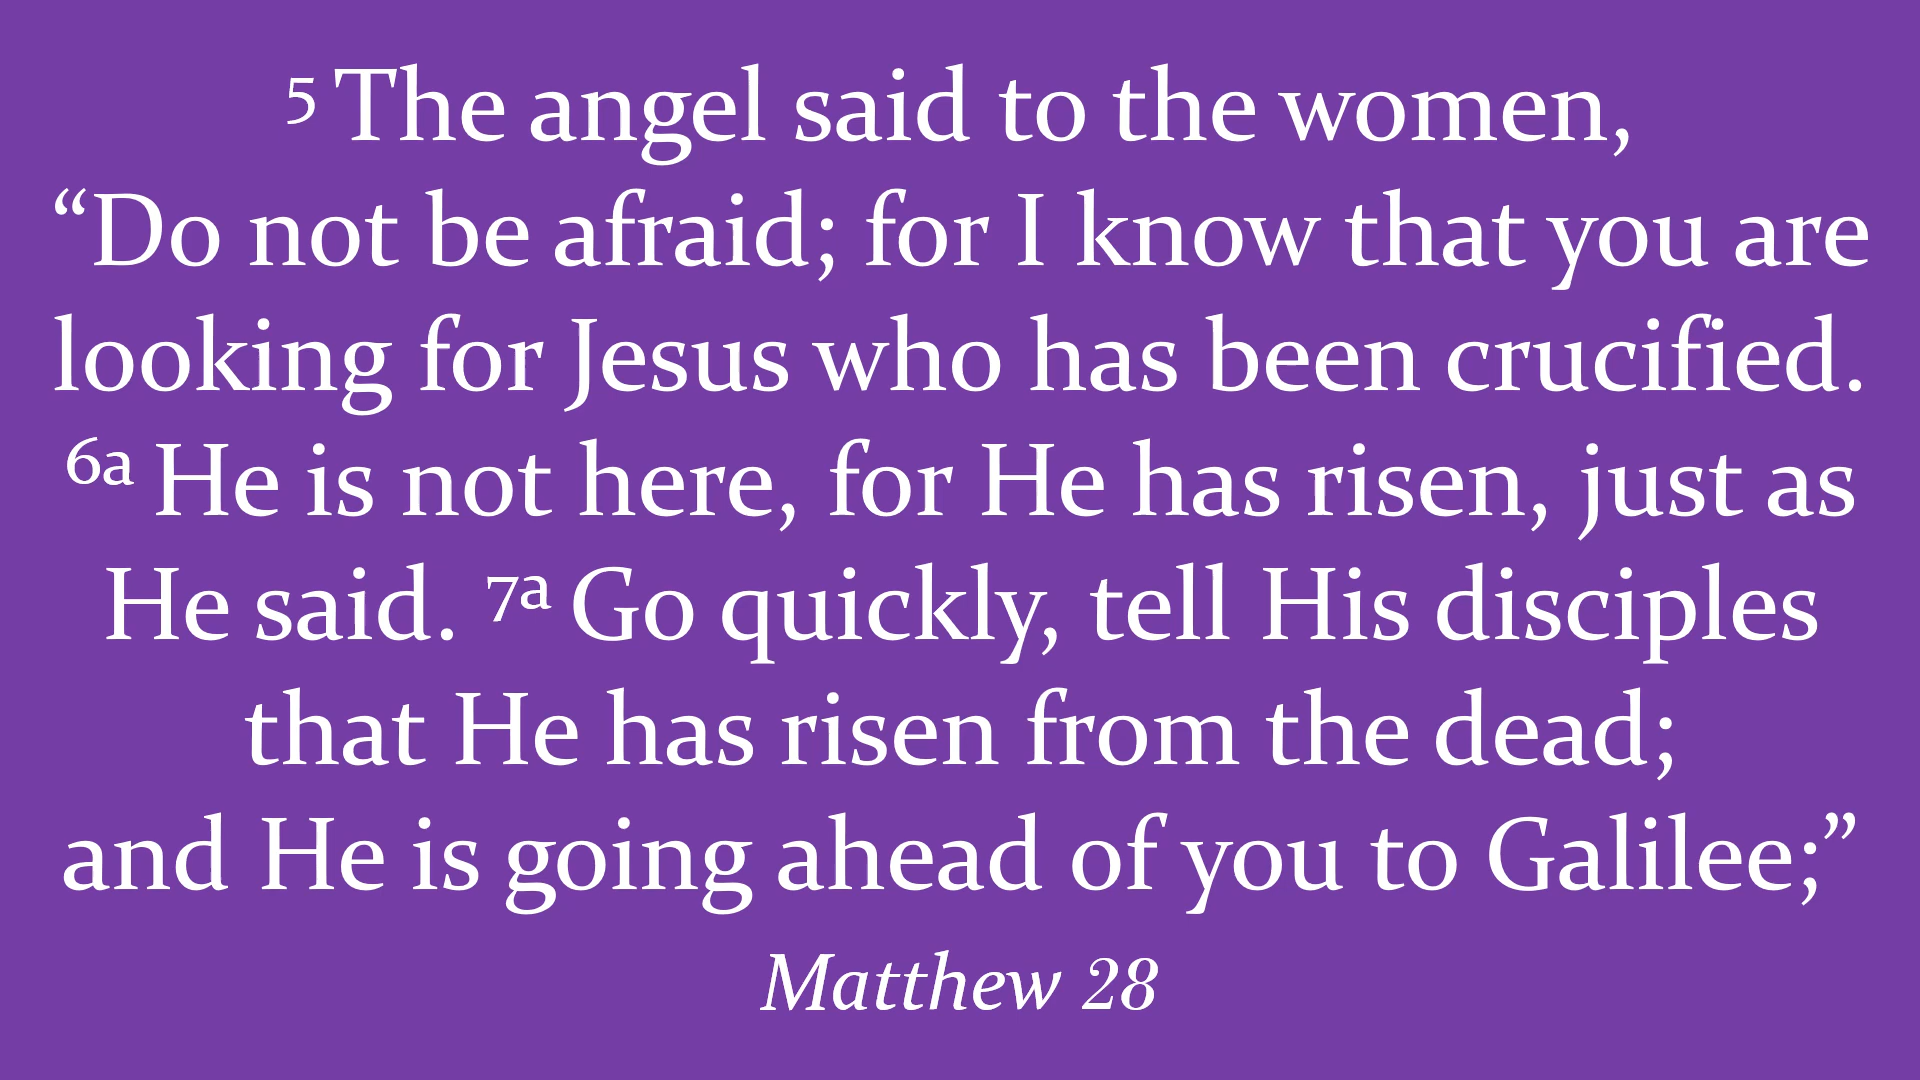 5 The angel said to the women,
“Do not be afraid; for I know that you are
looking for Jesus who has been crucified.
6a He is not here, for He has risen, just as
He said. 7a Go quickly, tell His disciples
that He has risen from the dead;
and He is going ahead of you to Galilee;”
Matthew 28